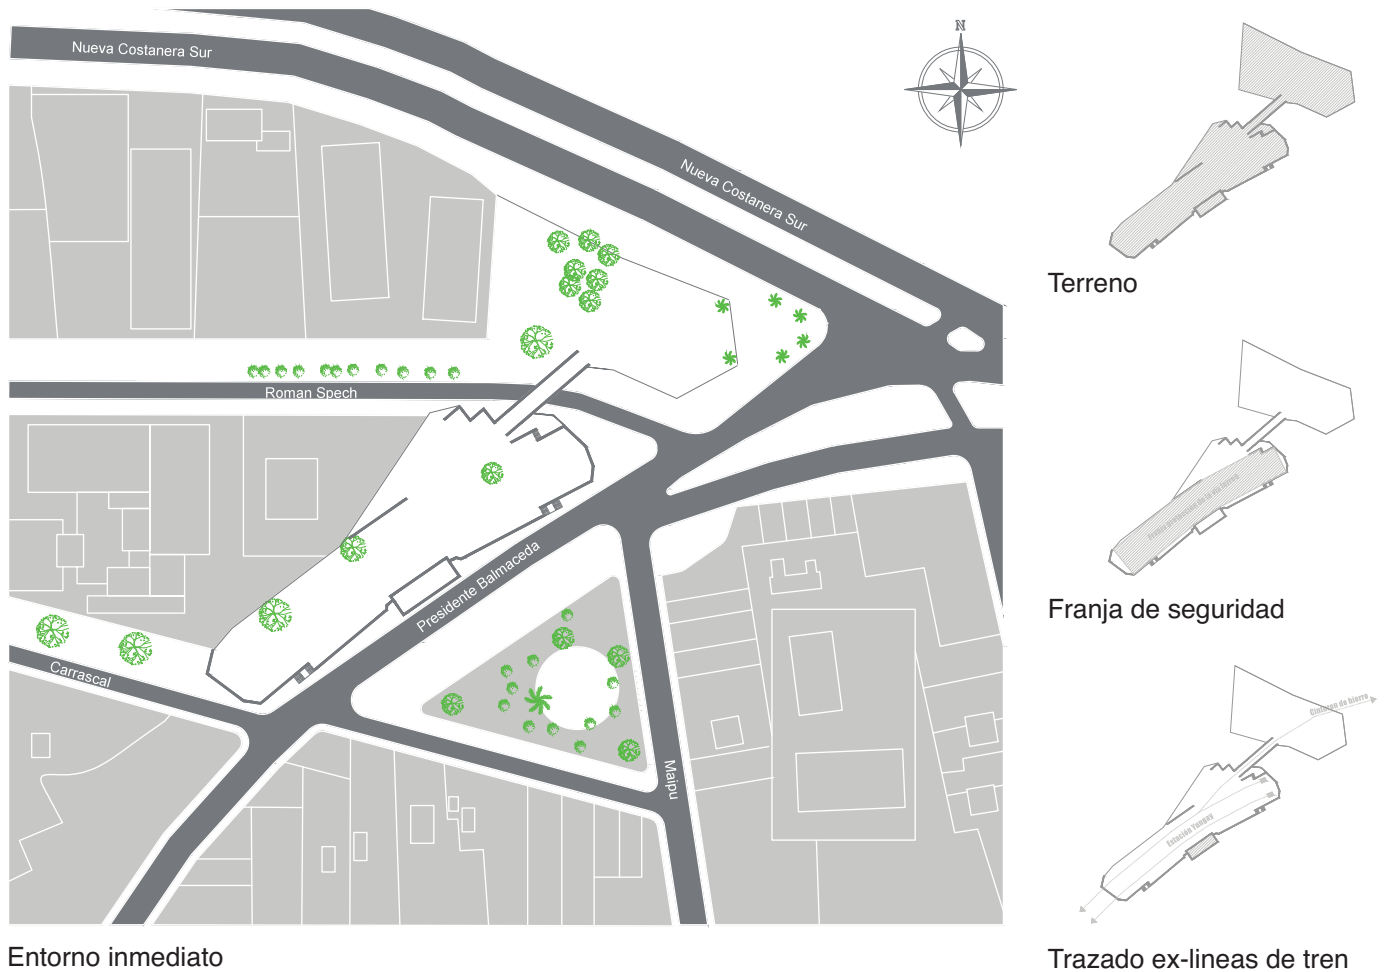 Nueva Costanera Sur
N
Nueva Costanera Sur
Terreno
Roman Spech
Franja de seguridad
Presidente Balmaceda
Carrascal
Maipu
Cinturon de hierro
Estación Yungay
Entorno inmediato
Trazado ex-lineas de tren